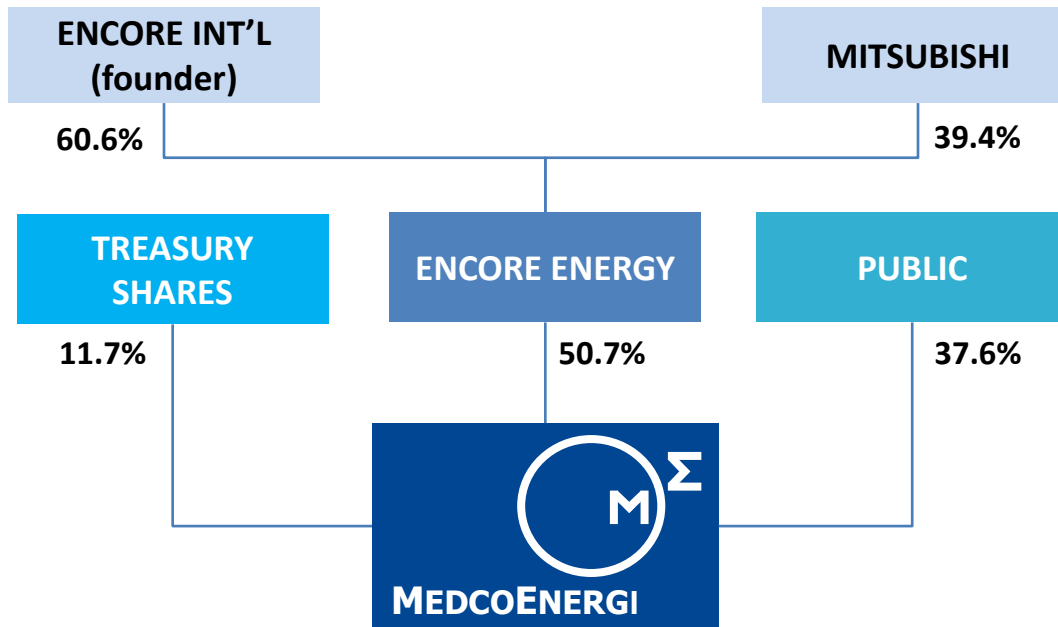 ENCORE INT’L
(founder)
MITSUBISHI
60.6%
39.4%
TREASURY
SHARES
ENCORE ENERGY
PUBLIC
11.7%
50.7%
37.6%
M Σ
MEDCOENERGI